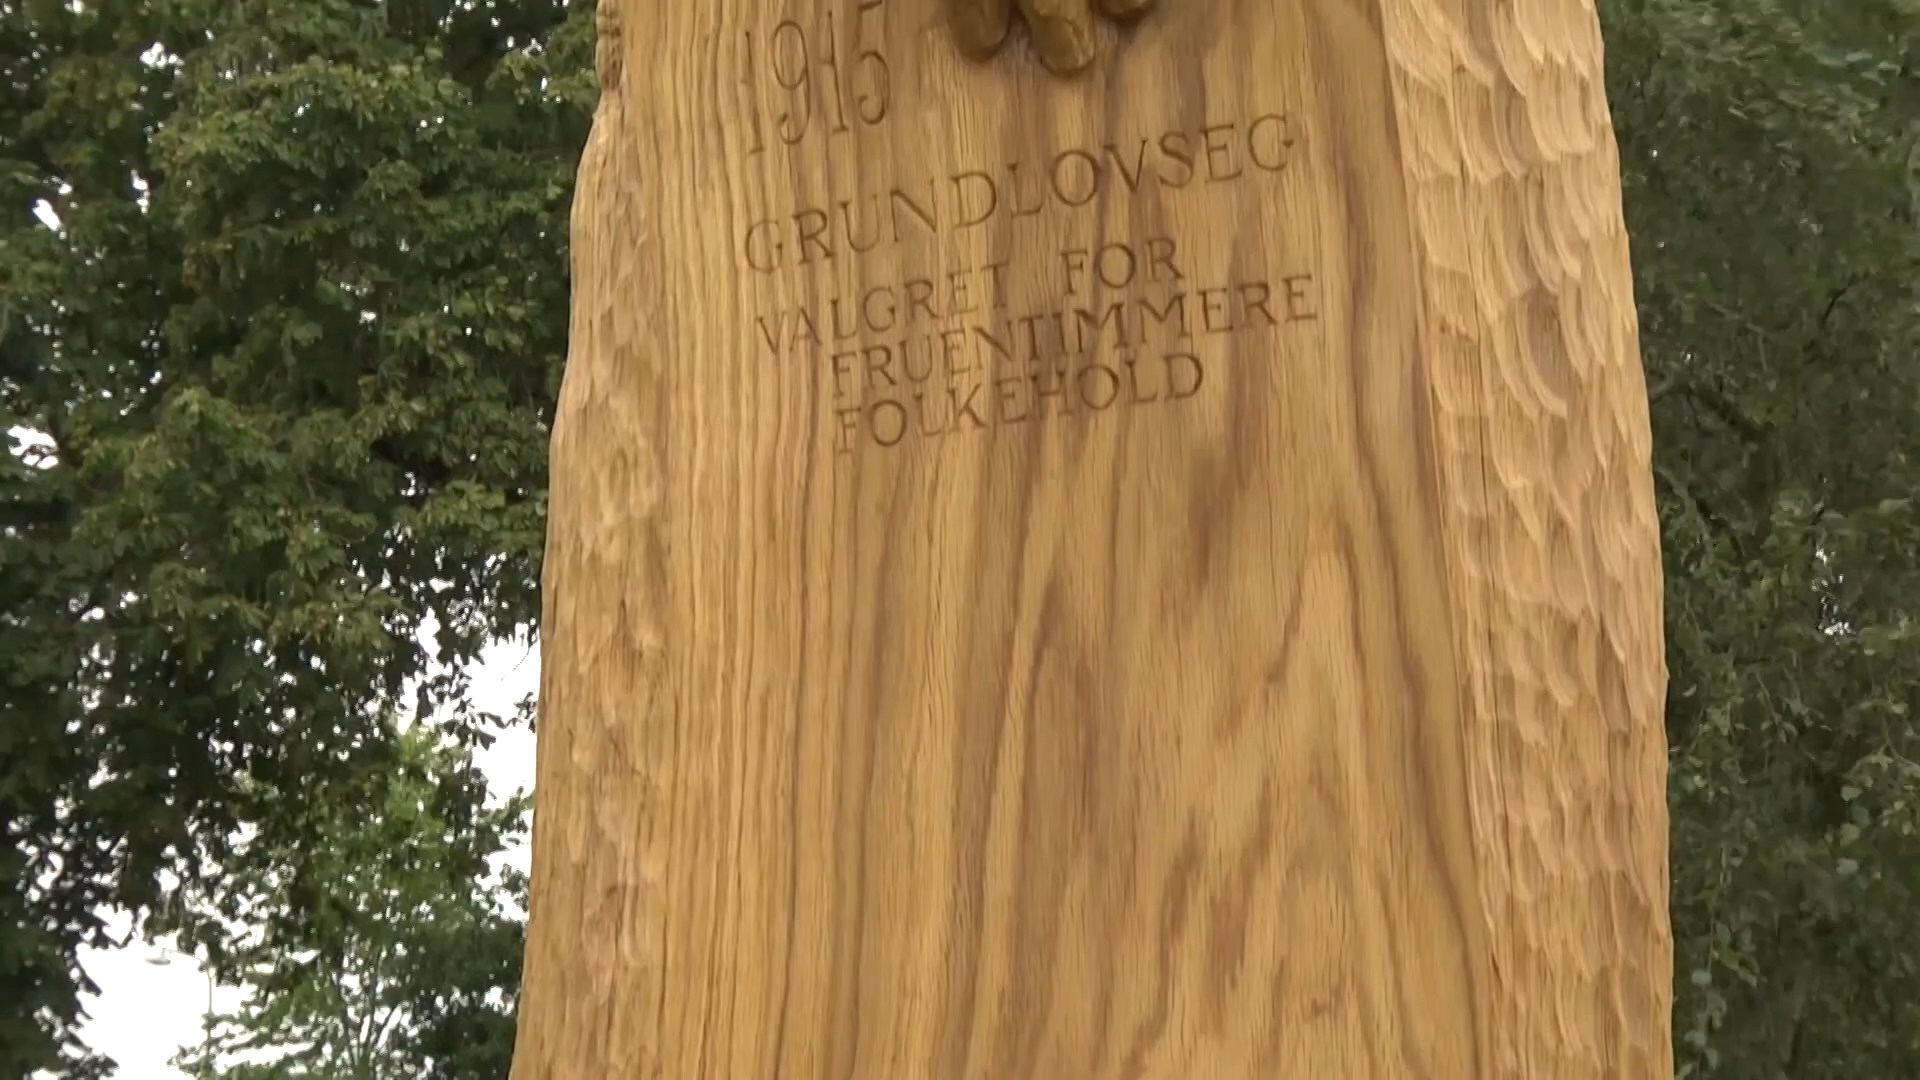 1915
GRUNDLOVSEG
VALGRET FOR
FRUENTIMMERE
FOLKEHOLD